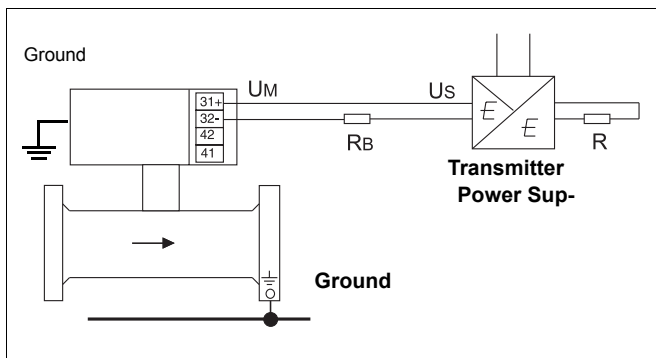 Ground
31+
32-
42
41
UM
US
RB
R
E
E
Transmitter
Power Sup-
Ground